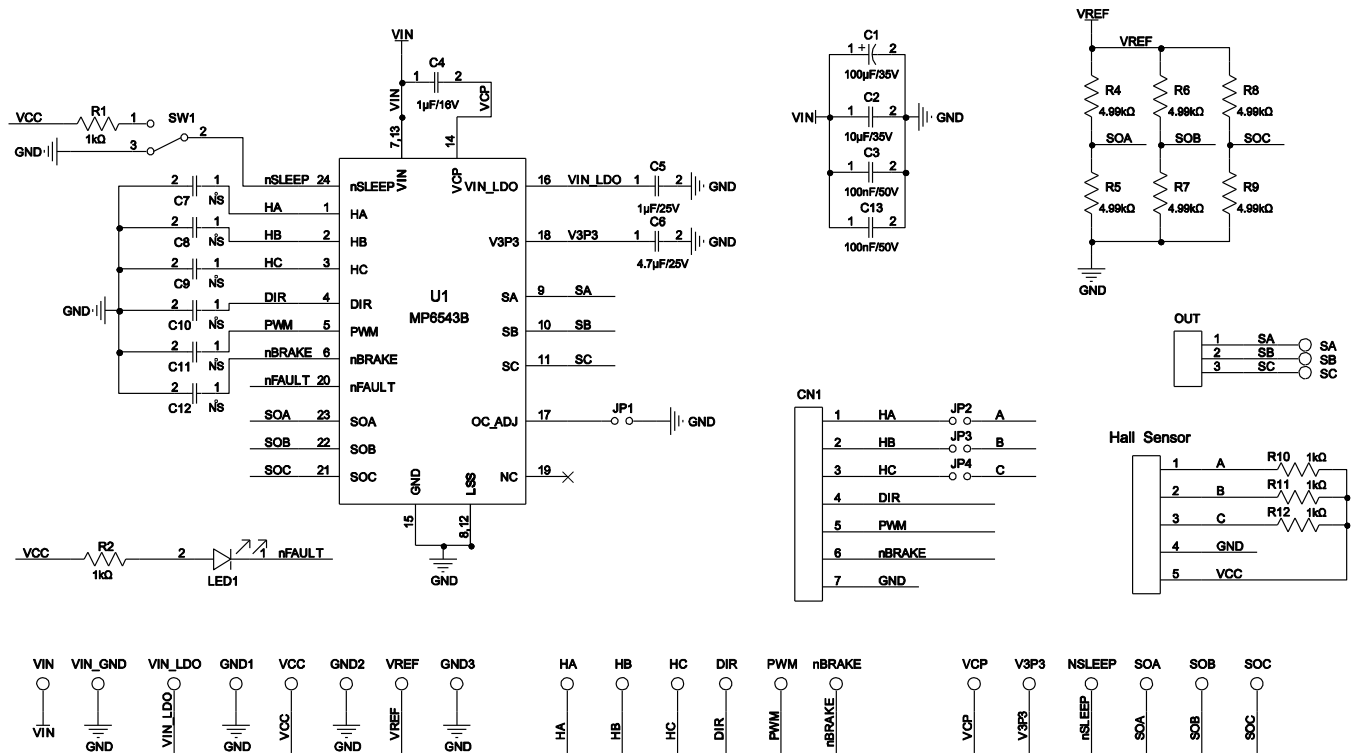 VIN
C4
1 2
1µF/16V
VIN
VCP
7,13
14
VCC
R1
1kΩ
1
SW1
2
3
GND
C1
1 + 2
100µF/35V
C2
1 2
10µF/35V
VIN
GND
C3
1 2
100nF/50V
C13
1 2
100nF/50V
VREF
VREF
R4
4.99kΩ
R6
4.99kΩ
R8
4.99kΩ
SOA
SOB
SOC
R5
4.99kΩ
R7
4.99kΩ
R9
4.99kΩ
GND
U1
MP6543B
VIN
VCP
nSLEEP 24 nSLEEP
HA 1 HA
HB 2 HB
HC 3 HC
DIR 4 DIR
PWM 5 PWM
nBRAKE 6 nBRAKE
nFAULT 20 nFAULT
SOA 23 SOA
SOB 22 SOB
SOC 21 SOC
2 1
C7 NS
2 1
C8 NS
2 1
C9 NS
2 1
C10 NS
2 1
C11 NS
2 1
C12 NS
GND
VIN_LDO 16 VIN_LDO
C5
1 2
1µF/25V
GND
V3P3 18 V3P3
C6
1 2
4.7µF/25V
GND
SA 9 SA
SB 10 SB
SC 11 SC
OC_ADJ 17 JP1 GND
NC 19
GND
LSS
15
8,12
GND
VCC
R2
1kΩ
2
LED1
1 nFAULT
OUT
1 SA SA
2 SB SB
3 SC SC
CN1
1 HA JP2 A
2 HB JP3 B
3 HC JP4 C
4 DIR
5 PWM
6 nBRAKE
7 GND
Hall Sensor
1 A R10 1kΩ
2 B R11 1kΩ
3 C R12 1kΩ
4 GND
5 VCC
VIN VIN_GND VIN_LDO GND1 VCC GND2 VREF GND3 HA HB HC DIR PWM nBRAKE VCP V3P3 NSLEEP SOA SOB SOC
VIN GND VIN_LDO GND VCC GND VREF GND HA HB HC DIR PWM nBRAKE VCP V3P3 nSLEEP SOA SOB SOC